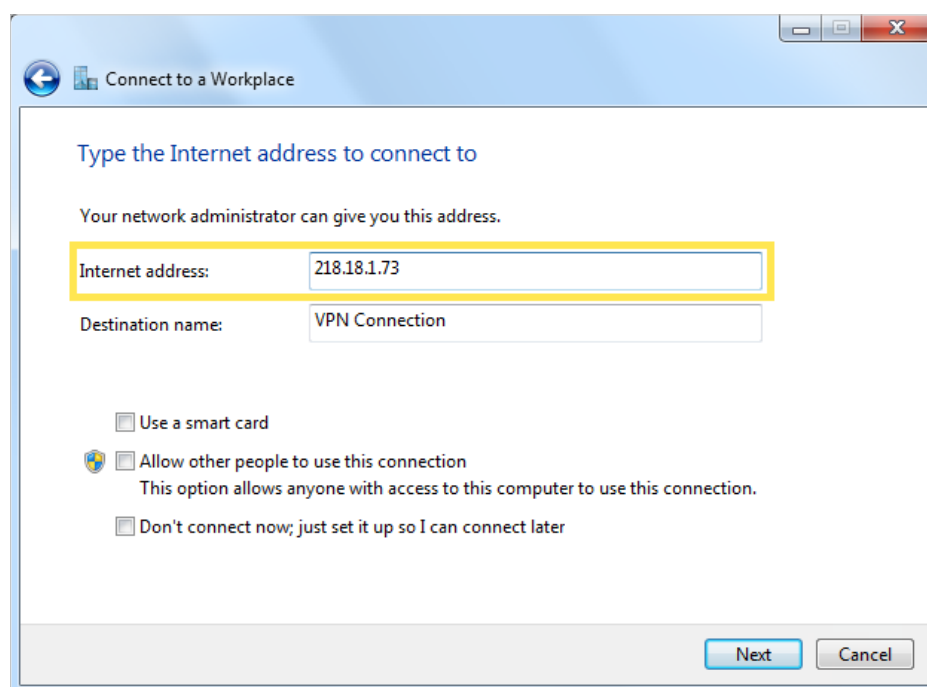 Connect to a Workplace
Type the Internet address to connect to
Your network administrator can give you this address.
Internet address: 218.18.1.73
Destination name: VPN Connection
Use a smart card
Allow other people to use this connection
This option allows anyone with access to this computer to use this connection.
Don't connect now; just set it up so I can connect later
Next Cancel